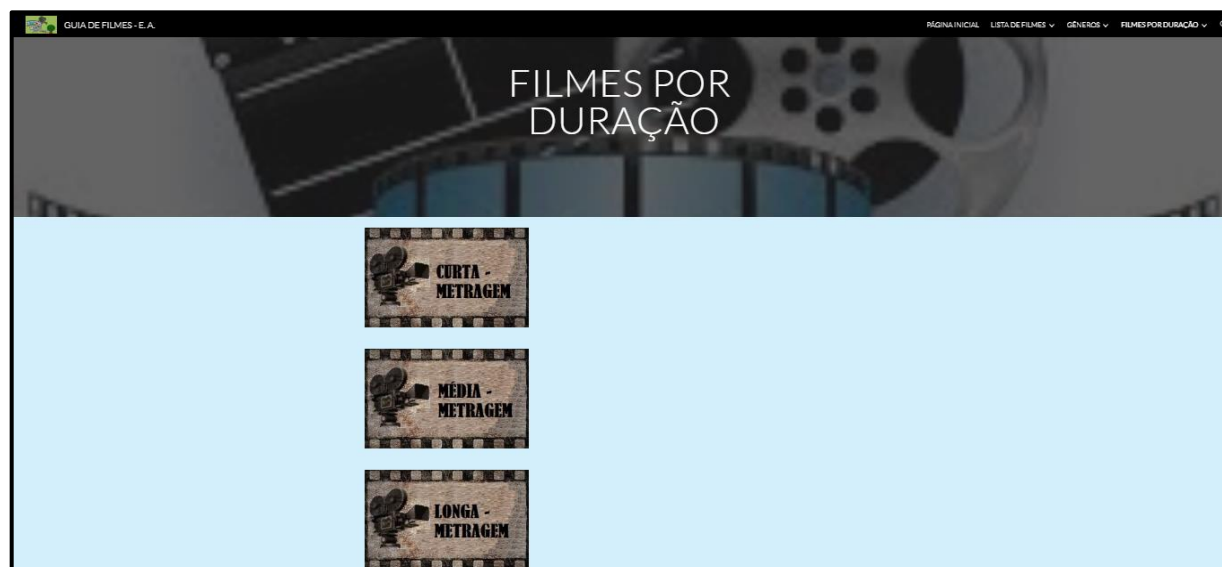 GUIA DE FILMES - E. A.
PÁGINA INICIAL LISTA DE FILMES GÊNEROS FILMES POR DURAÇÃO
FILMES POR
DURAÇÃO
CURTA -
METRAGEM
MÉDIA -
METRAGEM
LONGA -
METRAGEM